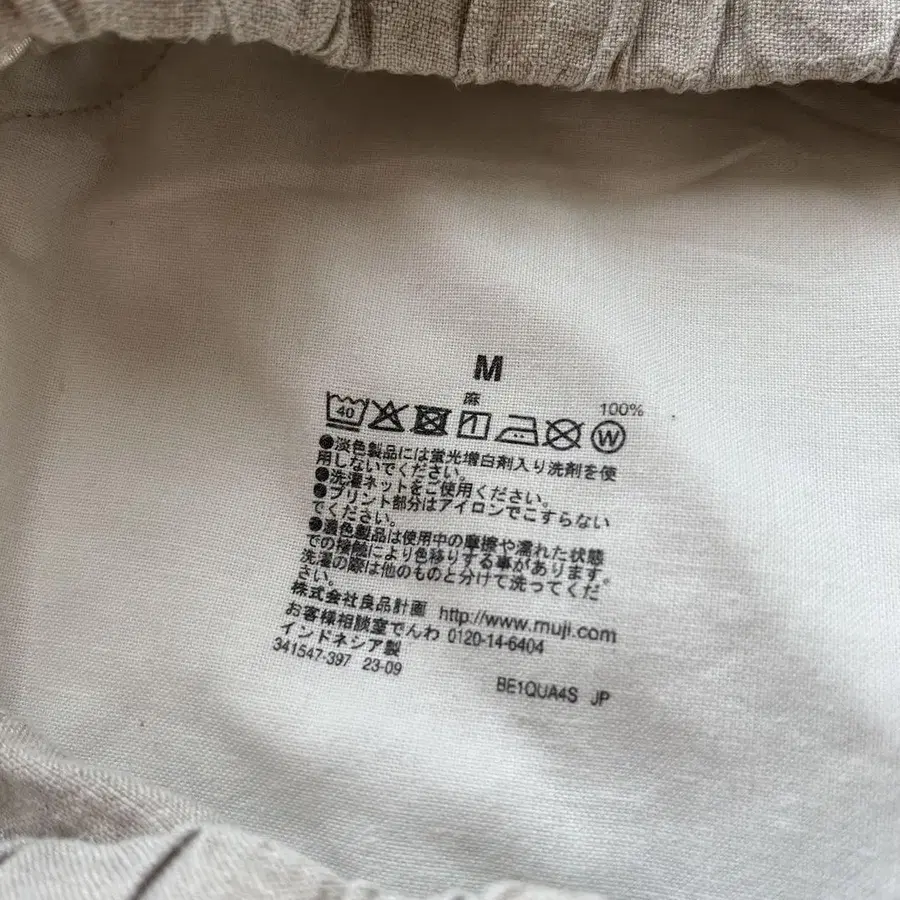 M
麻 100%
40 W
●淡色製品には蛍光増白剤入り洗剤を使
用しないでください。
●洗濯ネットをご使用ください。
●プリント部分はアイロンでこすらない
でください。
●濃色製品は使用中の摩擦や濡れた状態
での接触により色移りする事があります。
洗濯の際は他のものと分けて洗ってくだ
さい。
株式会社良品計画 http://www.muji.com
お客様相談室でんわ 0120-14-6404
インドネシア製
341547-397 23-09
BE1QUA4S JP